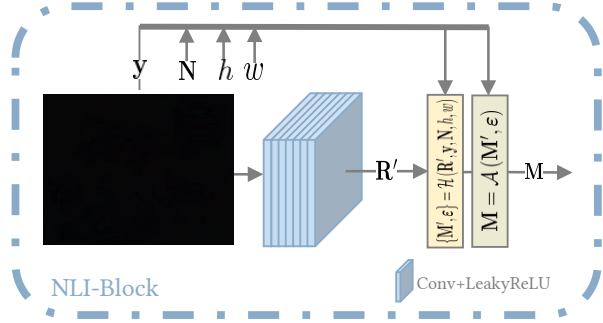 y N h w
R′
{M′,ε} = ℋ(R′,y,N,h,w)
M = 𝒜(M′,ε)
M
NLI-Block
Conv+LeakyReLU